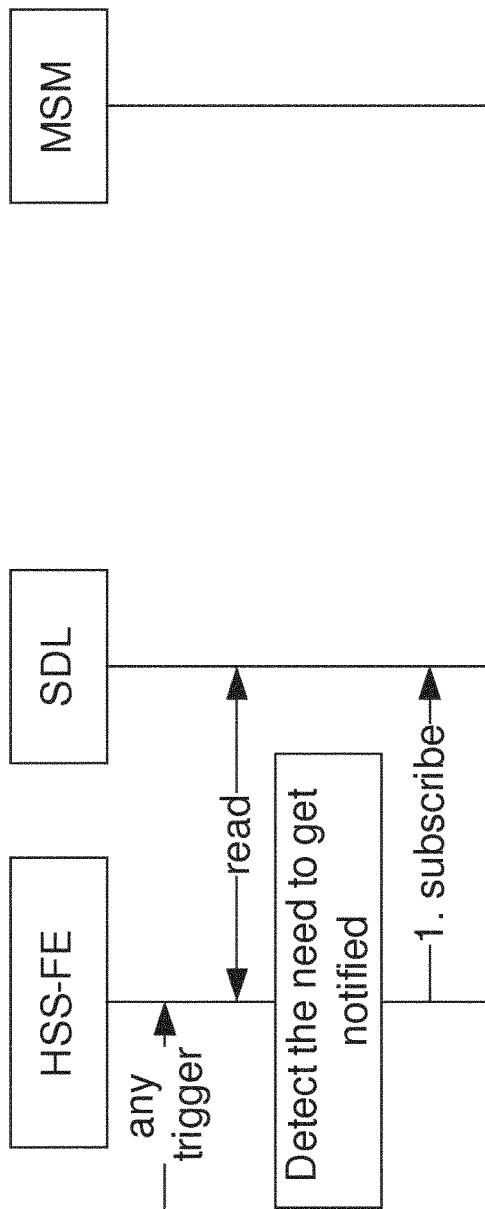 HSS-FE
SDL
MSM
any
trigger
read
Detect the need to get
notified
1. subscribe